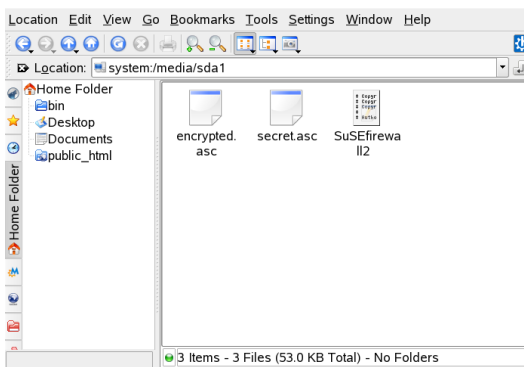 Location Edit View Go Bookmarks Tools Settings Window Help
Location: system:/media/sda1
Home Folder
bin
Desktop
Documents
public_html
Home Folder
encrypted.
asc
secret.asc
SuSEfirewa
ll2
3 Items - 3 Files (53.0 KB Total) - No Folders